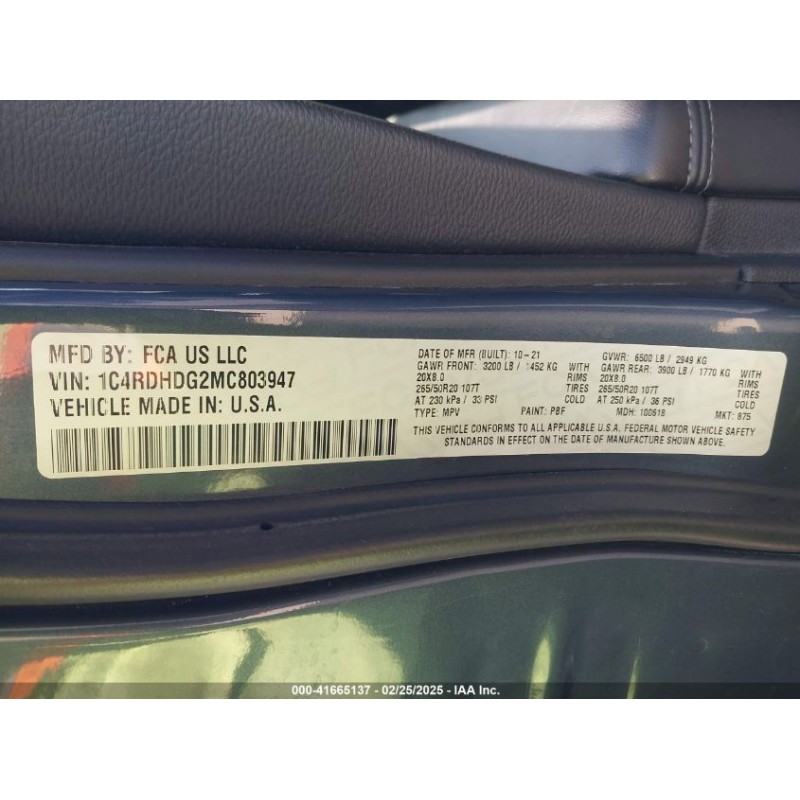 MFD BY: FCA US LLC
VIN: 1C4RDHDG2MC803947
VEHICLE MADE IN: U.S.A.
DATE OF MFR (BUILT): 10-21
GVWR: 6500 LB / 2949 KG
GAWR FRONT: 3200 LB / 1452 KG
20X8.0 RIMS
265/50R20 107T TIRES
AT 230 kPa / 33 PSI COLD
GAWR REAR: 3900 LB / 1770 KG
20X8.0 RIMS
265/50R20 107T TIRES
AT 250 kPa / 36 PSI COLD
TYPE: MPV PAINT: PBF MDH: 100618 MKT: 875
THIS VEHICLE CONFORMS TO ALL APPLICABLE U.S.A. FEDERAL MOTOR VEHICLE SAFETY
STANDARDS IN EFFECT ON THE DATE OF MANUFACTURE SHOWN ABOVE.
000-41665137 - 02/25/2025 - IAA Inc.